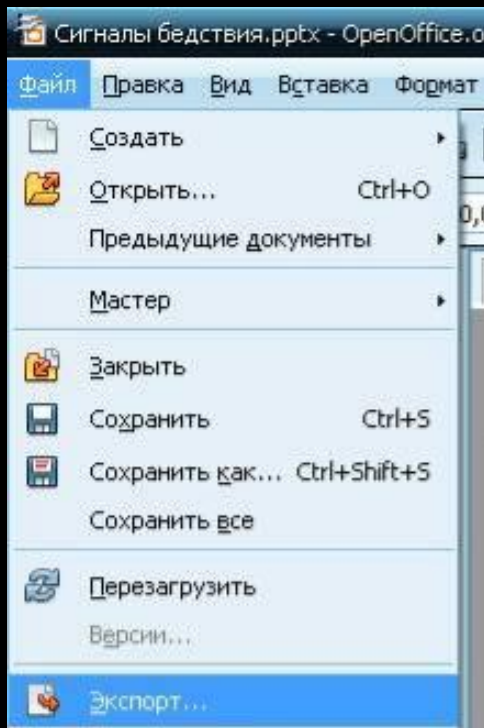 Сигналы бедствия.pptx - OpenOffice.o
Файл Правка Вид Вставка Формат
Создать
Открыть... Ctrl+O
Предыдущие документы
Мастер
Закрыть
Сохранить Ctrl+S
Сохранить как... Ctrl+Shift+S
Сохранить все
Перезагрузить
Версии...
Экспорт...